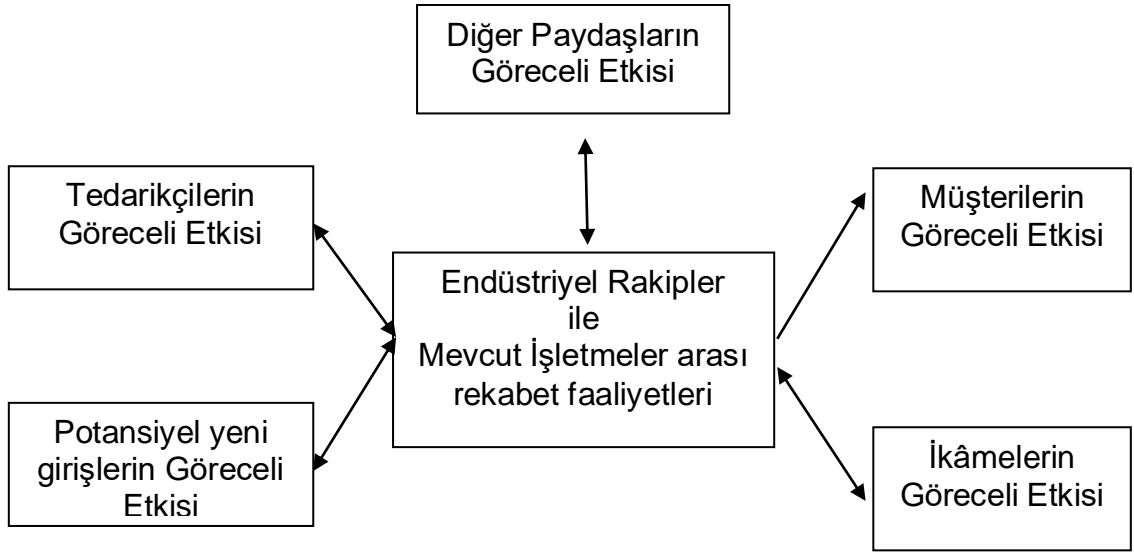 Diğer Paydaşların
Göreceli Etkisi
Tedarikçilerin
Göreceli Etkisi
Müşterilerin
Göreceli Etkisi
Endüstriyel Rakipler
ile
Mevcut İşletmeler arası
rekabet faaliyetleri
Potansiyel yeni
girişlerin Göreceli
Etkisi
İkâmelerin
Göreceli Etkisi